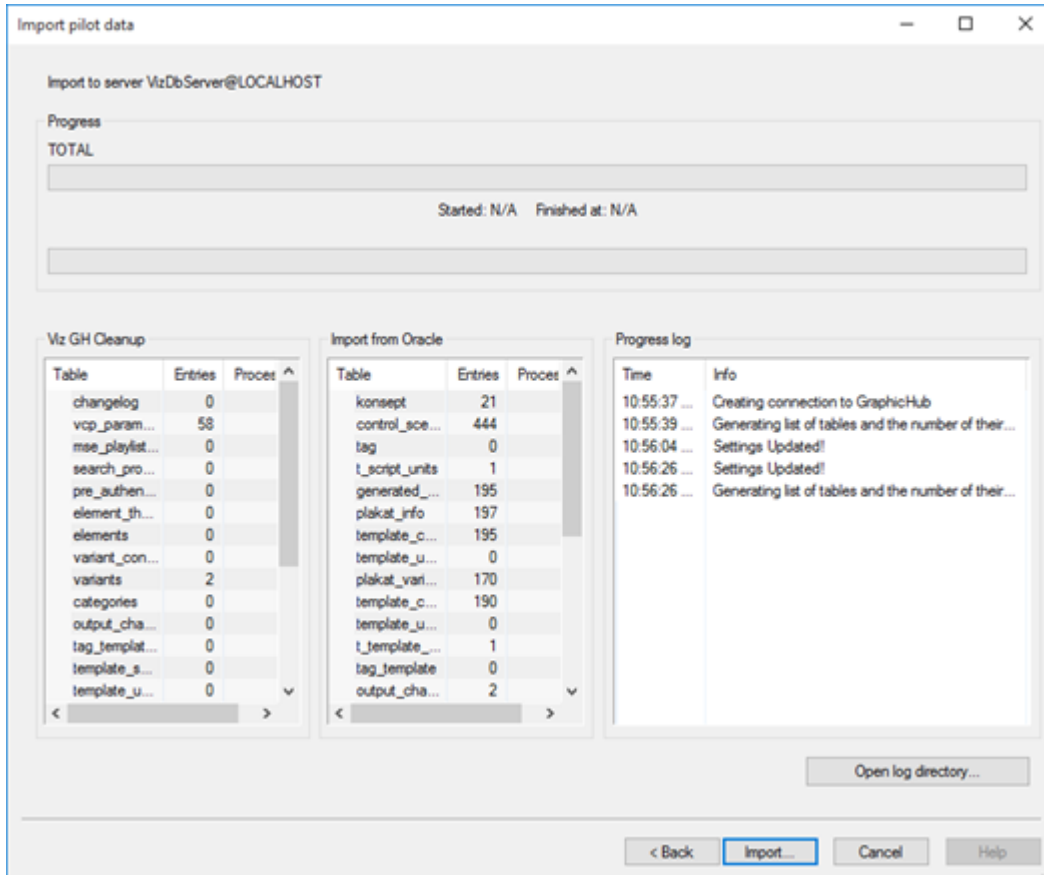 Import pilot data
Import to server VizDbServer@LOCALHOST
Progress
TOTAL
Started: N/A Finished at: N/A
Viz GH Cleanup
Table Entries Proces
changelog 0
vcp_param... 58
mse_playlist... 0
search_pro... 0
pre_authen... 0
element_th... 0
elements 0
variant_con... 0
variants 2
categories 0
output_cha... 0
tag_templat... 0
template_s... 0
template_u... 0
Import from Oracle
Table Entries Proces
konsept 21
control_sce... 444
tag 0
t_script_units 1
generated_... 195
plakat_info 197
template_c... 195
template_u... 0
plakat_vari... 170
template_c... 190
template_u... 0
t_template_... 1
tag_template 0
output_cha... 2
Progress log
Time Info
10:55:37 ... Creating connection to GraphicHub
10:55:39 ... Generating list of tables and the number of their...
10:56:04 ... Settings Updated!
10:56:26 ... Settings Updated!
10:56:26 ... Generating list of tables and the number of their...
Open log directory...
< Back Import... Cancel Help